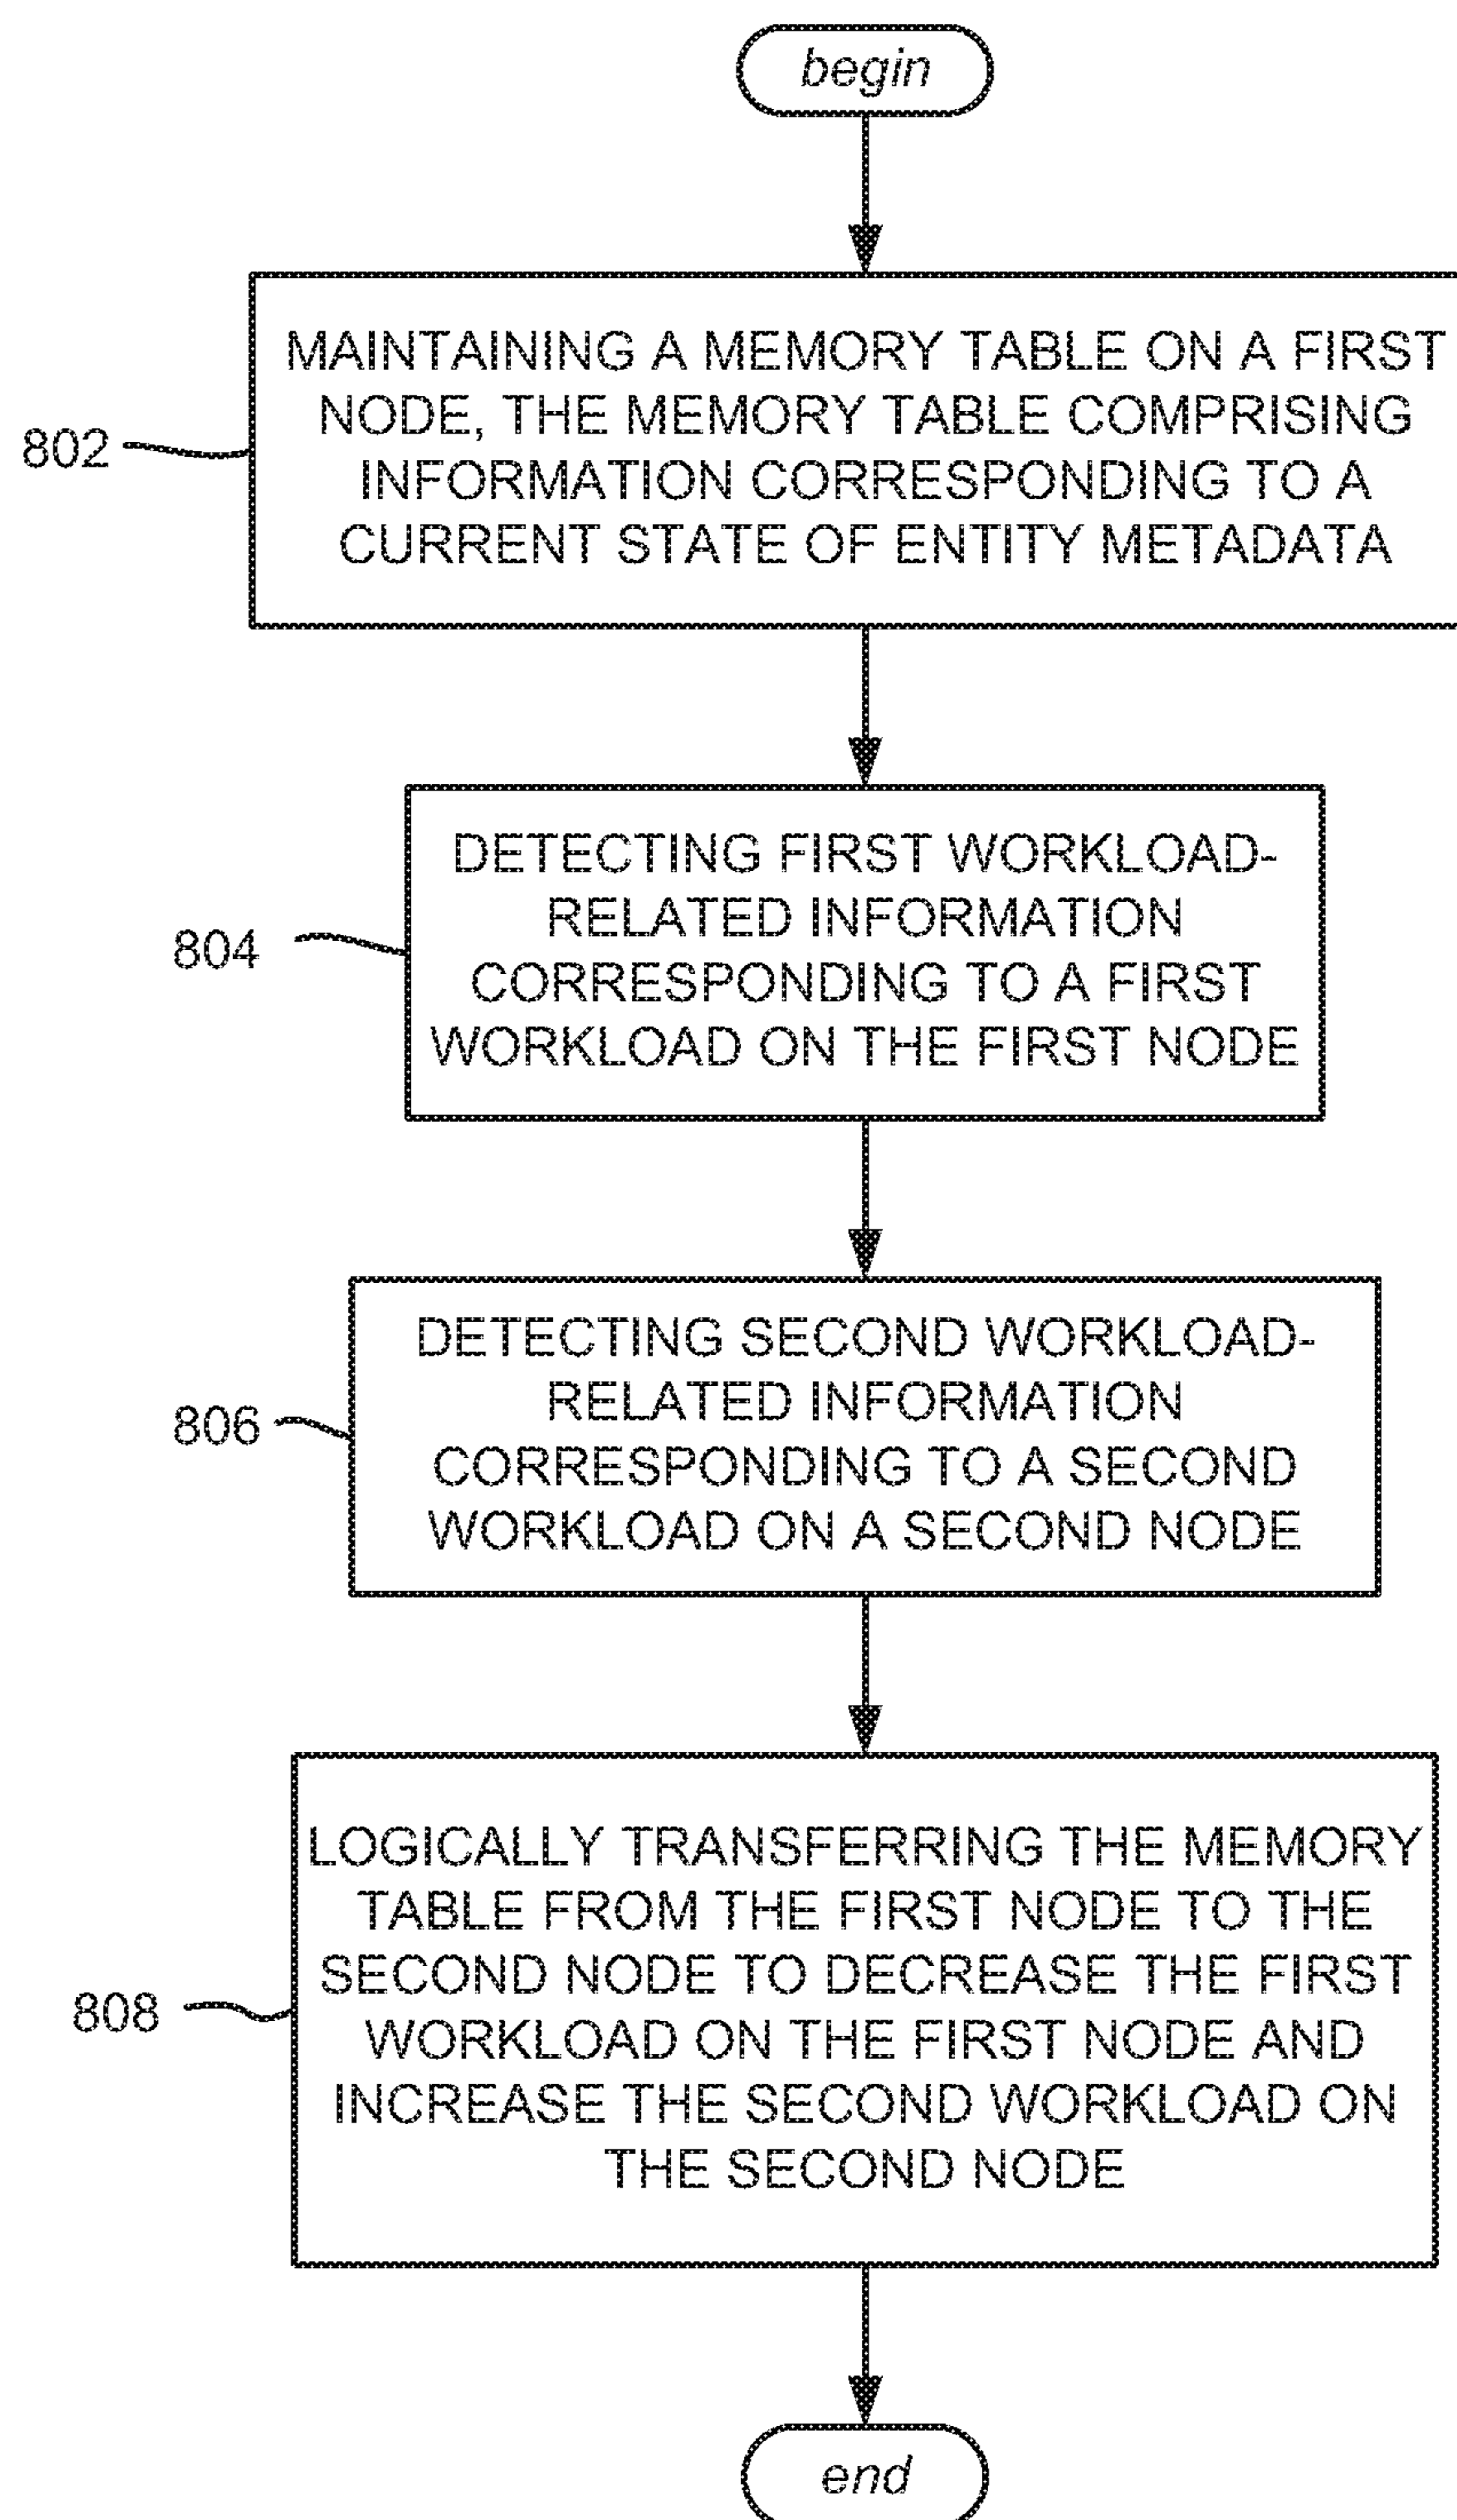 begin
802
MAINTAINING A MEMORY TABLE ON A FIRST
NODE, THE MEMORY TABLE COMPRISING
INFORMATION CORRESPONDING TO A
CURRENT STATE OF ENTITY METADATA
804
DETECTING FIRST WORKLOAD-
RELATED INFORMATION
CORRESPONDING TO A FIRST
WORKLOAD ON THE FIRST NODE
806
DETECTING SECOND WORKLOAD-
RELATED INFORMATION
CORRESPONDING TO A SECOND
WORKLOAD ON A SECOND NODE
808
LOGICALLY TRANSFERRING THE MEMORY
TABLE FROM THE FIRST NODE TO THE
SECOND NODE TO DECREASE THE FIRST
WORKLOAD ON THE FIRST NODE AND
INCREASE THE SECOND WORKLOAD ON
THE SECOND NODE
end